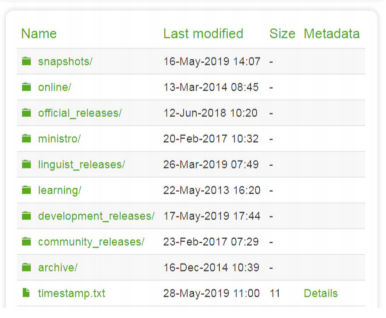 Name Last modified Size Metadata
snapshots/ 16-May-2019 14:07 -
online/ 13-Mar-2014 08:45 -
official_releases/ 12-Jun-2018 10:20 -
ministro/ 20-Feb-2017 10:32 -
linguist_releases/ 26-Mar-2019 07:49 -
learning/ 22-May-2013 16:20 -
development_releases/ 17-May-2019 17:44 -
community_releases/ 23-Feb-2017 07:29 -
archive/ 16-Dec-2014 10:39 -
timestamp.txt 28-May-2019 11:00 11 Details